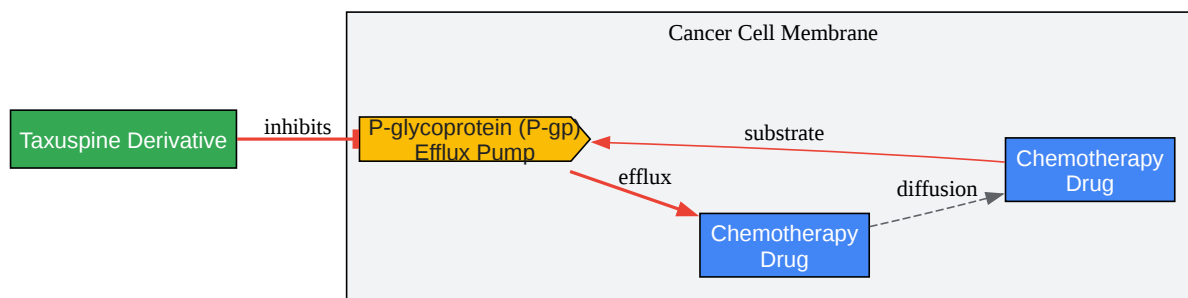 Cancer Cell Membrane
Taxuspine Derivative
inhibits
P-glycoprotein (P-gp)
Efflux Pump
substrate
efflux
diffusion
Chemotherapy
Drug
Chemotherapy
Drug